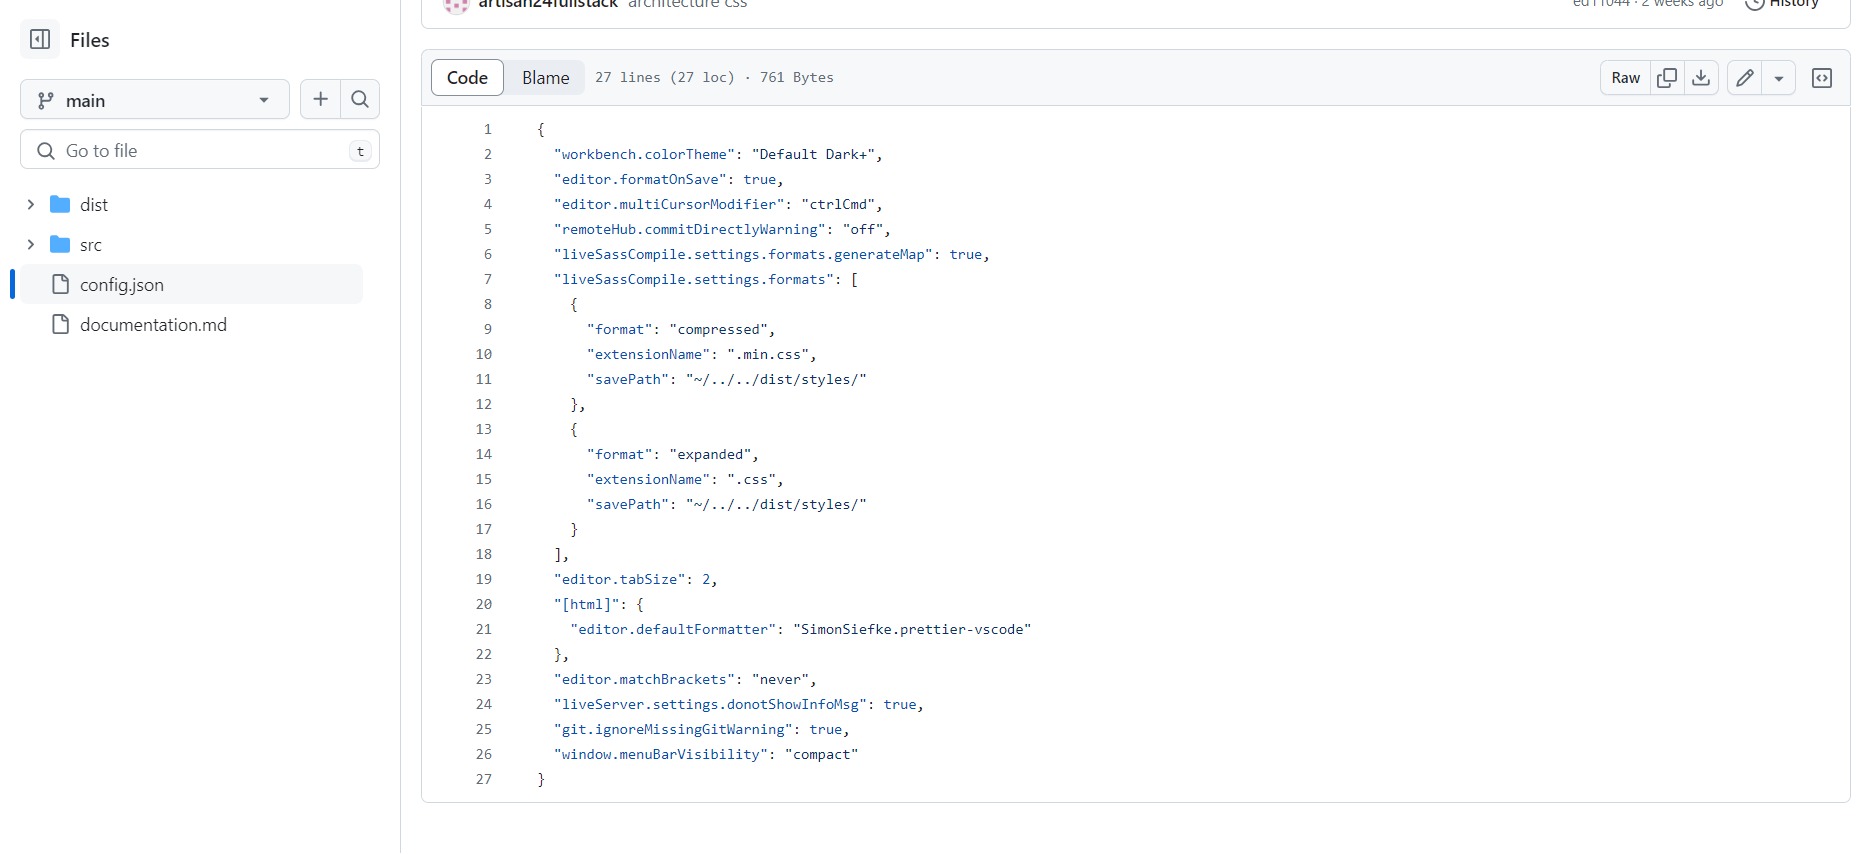 artisan24fullstack architecture css
ed11044 · 2 weeks ago History
Files
main
Go to file t
dist
src
config.json
documentation.md
Code Blame 27 lines (27 loc) · 761 Bytes
Raw
1 {
2 "workbench.colorTheme": "Default Dark+",
3 "editor.formatOnSave": true,
4 "editor.multiCursorModifier": "ctrlCmd",
5 "remoteHub.commitDirectlyWarning": "off",
6 "liveSassCompile.settings.formats.generateMap": true,
7 "liveSassCompile.settings.formats": [
8 {
9 "format": "compressed",
10 "extensionName": ".min.css",
11 "savePath": "~/../../dist/styles/"
12 },
13 {
14 "format": "expanded",
15 "extensionName": ".css",
16 "savePath": "~/../../dist/styles/"
17 }
18 ],
19 "editor.tabSize": 2,
20 "[html]": {
21 "editor.defaultFormatter": "SimonSiefke.prettier-vscode"
22 },
23 "editor.matchBrackets": "never",
24 "liveServer.settings.donotShowInfoMsg": true,
25 "git.ignoreMissingGitWarning": true,
26 "window.menuBarVisibility": "compact"
27 }